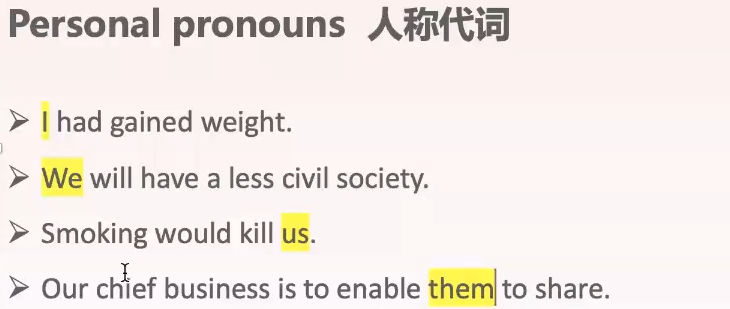 Personal pronouns 人称代词
➢ I had gained weight.
➢ We will have a less civil society.
➢ Smoking would kill us.
➢ Our chief business is to enable them to share.